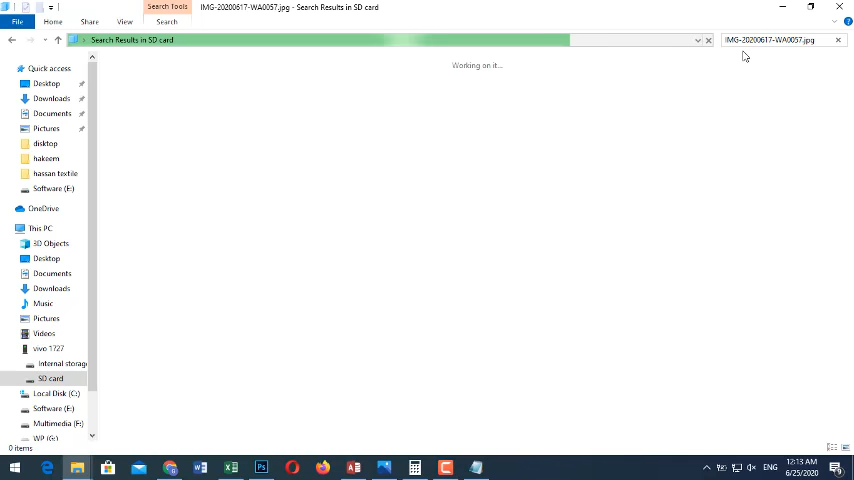 Search Tools
IMG-20200617-WA0057.jpg - Search Results in SD card
File
Home
Share
View
Search
Search Results in SD card
IMG-20200617-WA0057.jpg
Working on it...
Quick access
Desktop
Downloads
Documents
Pictures
disktop
hakeem
hassan textile
Software (E:)
OneDrive
This PC
3D Objects
Desktop
Documents
Downloads
Music
Pictures
Videos
vivo 1727
Internal storage
SD card
Local Disk (C:)
Software (E:)
Multimedia (F:)
WP (G:)
0 items
ENG
12:13 AM
6/25/2020